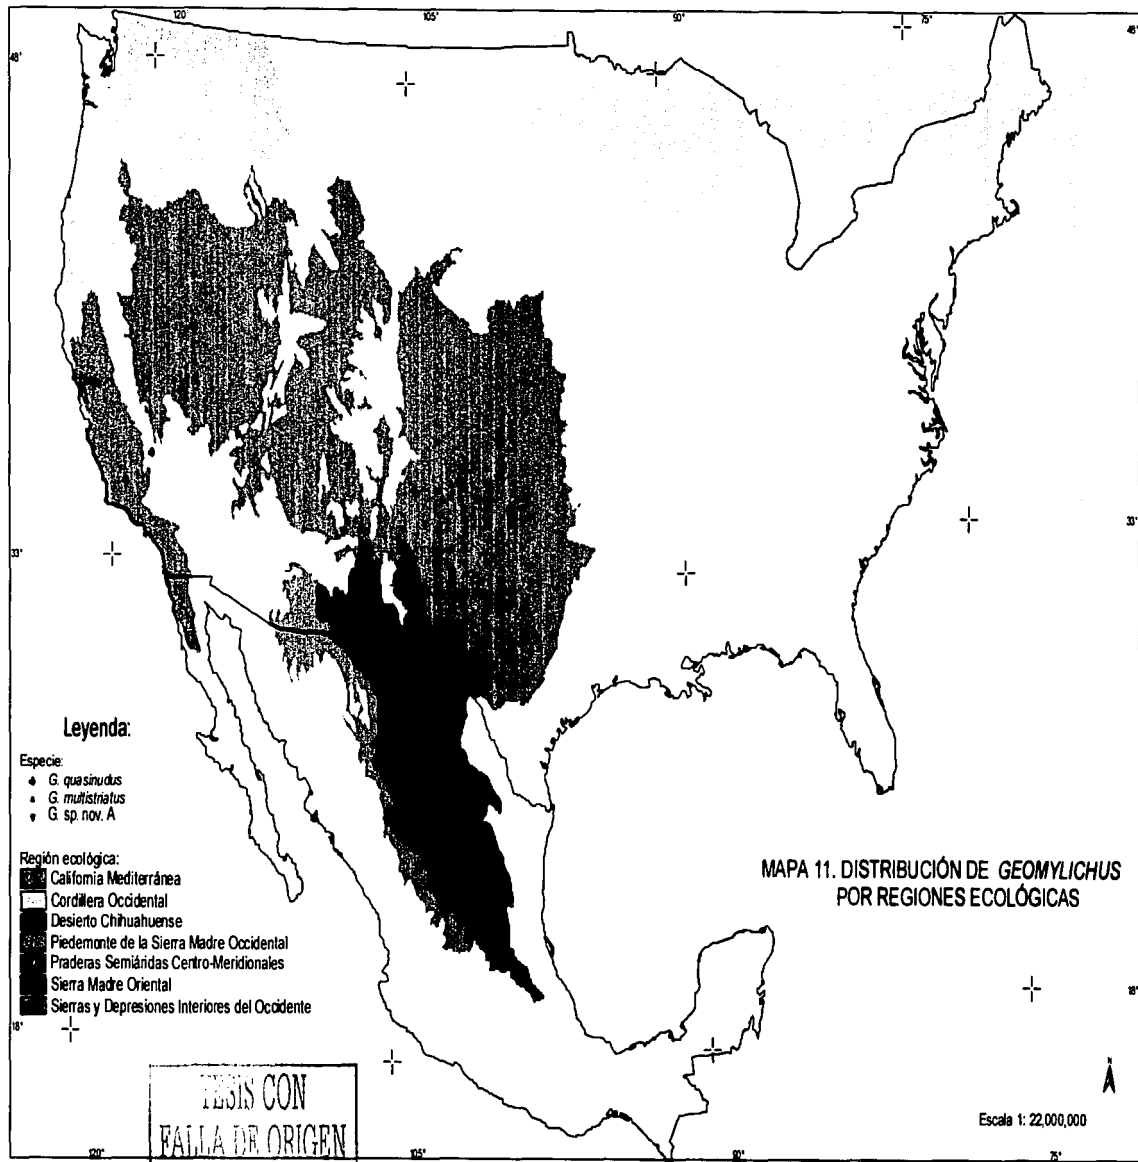 120° 105° 90° 75°
48° 48°
33° 33°
Leyenda:
Especie:
G. quasinudus
G. multistriatus
G. sp. nov. A
Región ecológica:
California Mediterránea
Cordillera Occidental
Desierto Chihuahuense
Piedemonte de la Sierra Madre Occidental
Praderas Semiáridas Centro-Meridionales
Sierra Madre Oriental
Sierras y Depresiones Interiores del Occidente
MAPA 11. DISTRIBUCIÓN DE GEOMYLICHUS
POR REGIONES ECOLÓGICAS
18° 18°
TESIS CON
FALLA DE ORIGEN
N
Escala 1: 22,000,000
120° 105° 90° 75°